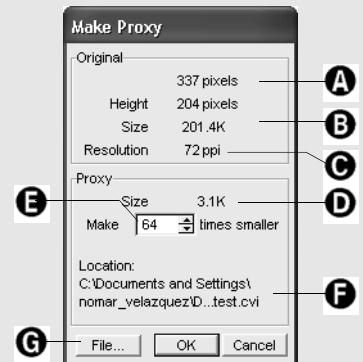 Make Proxy
Original
337 pixels
A
Height 204 pixels
B
Size 201.4K
Resolution 72 ppi
C
Proxy
E
Size 3.1K
D
Make 64 times smaller
Location:
C:\Documents and Settings\
nomar_velazquez\D...test.cvi
F
G
File... OK Cancel